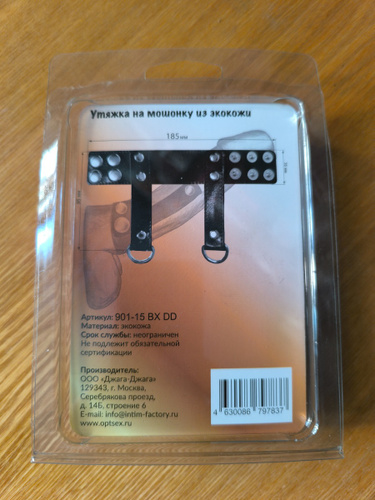 Утяжка на мошонку из экокожи
185мм
Артикул: 901-15 BX DD
Материал: экокожа
Срок службы: неограничен
Не подлежит обязательной
сертификации
Производитель:
ООО «Джага-Джага»
129343, г. Москва,
Серебрякова проезд,
д. 14Б, строение 6
E-mail: info@intim-factory.ru
www.optsex.ru
4 630086 797837